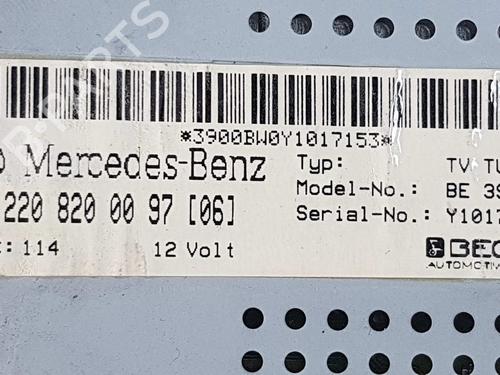 *3900BW0Y1017153*
Mercedes-Benz
220 820 00 97 [06]
: 114 12 Volt
Typ: TV TU
Model-No.: BE 39
Serial-No.: Y1017
BEC
AUTOMOTIV